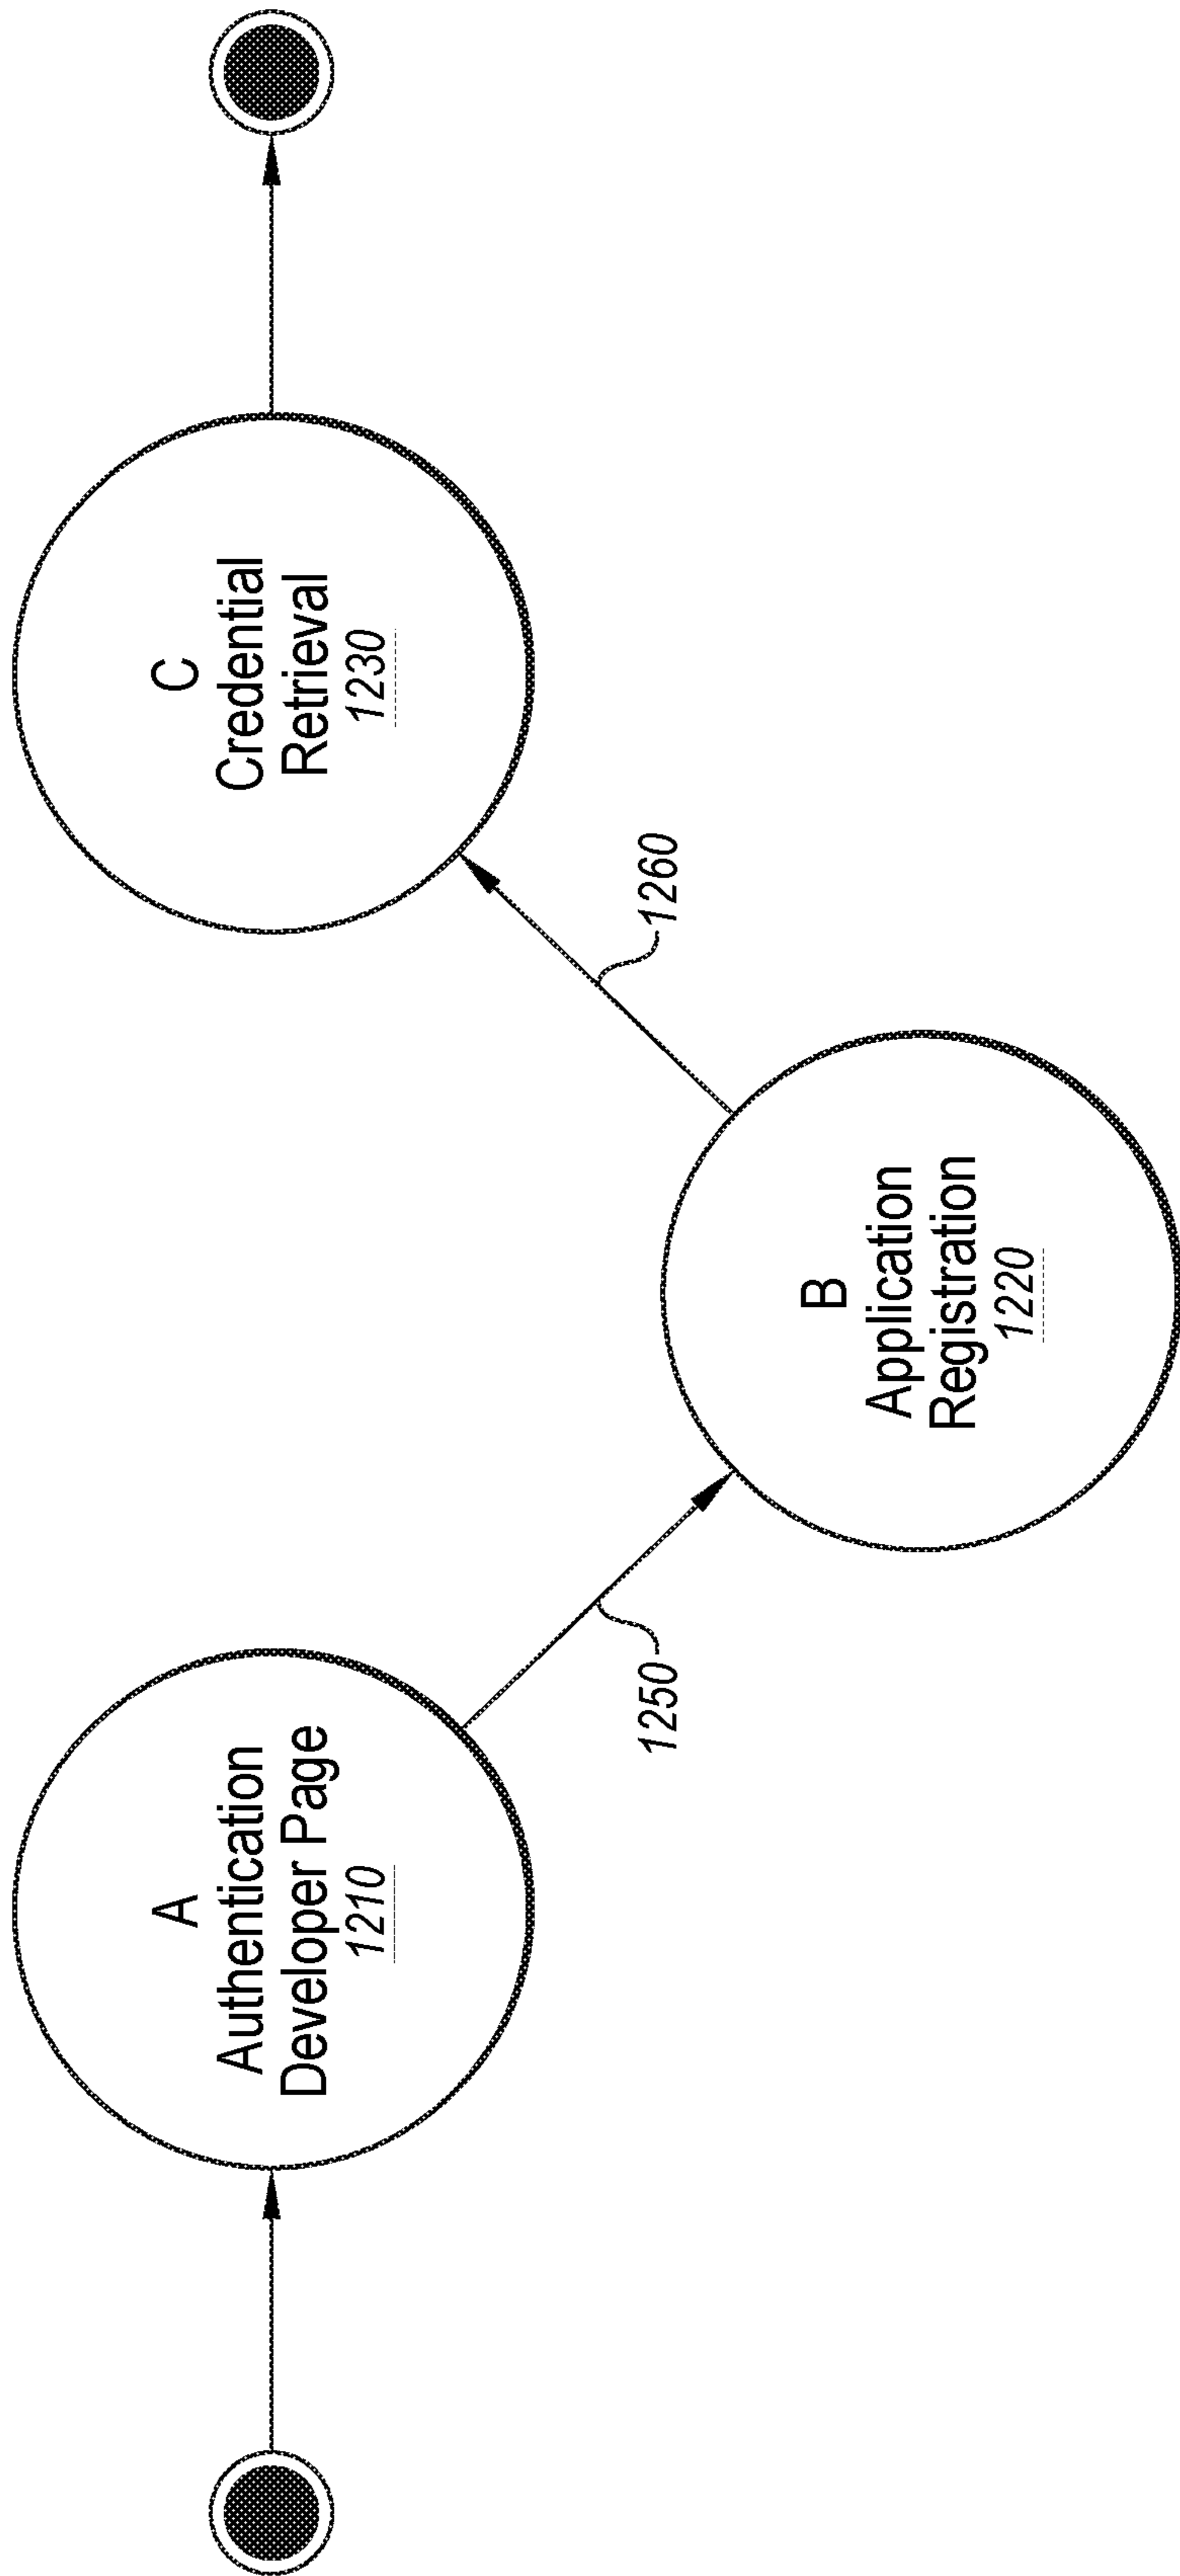 A
Authentication
Developer Page
1210
1250
B
Application
Registration
1220
1260
C
Credential
Retrieval
1230